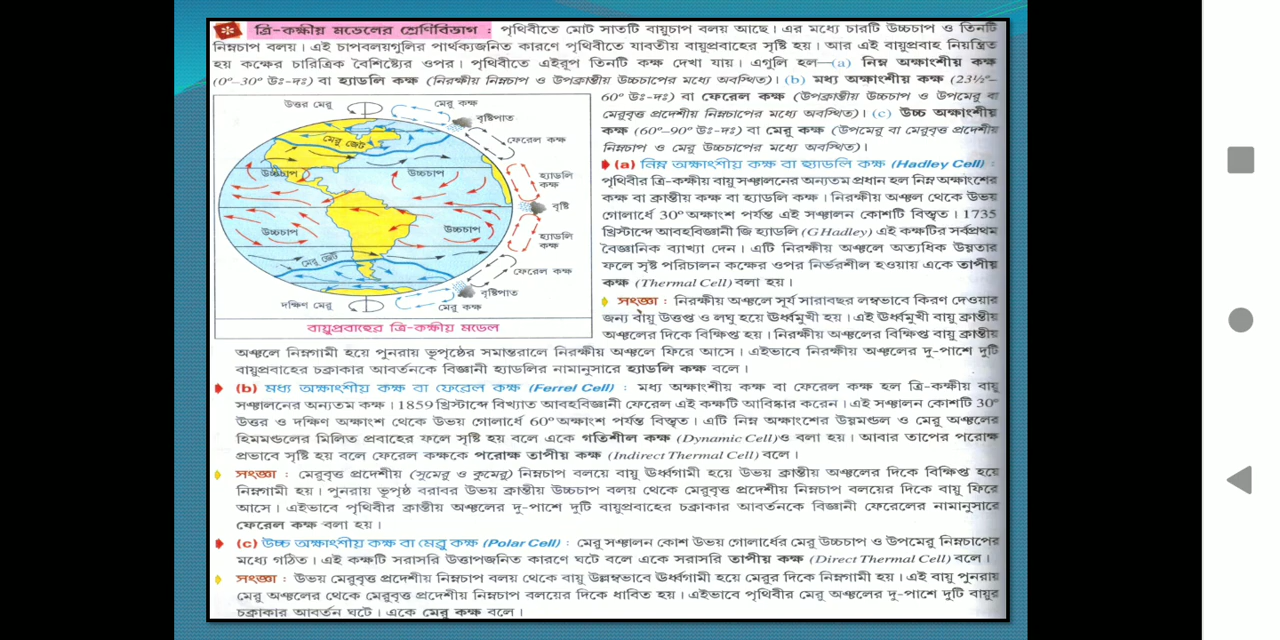 ত্রি-কক্ষীয় মডেলের শ্রেণিবিভাগ : পৃথিবীতে মোট সাতটি বায়ুচাপ বলয় আছে। এর মধ্যে চারটি উচ্চচাপ ও তিনটি
নিম্নচাপ বলয়। এই চাপবলয়গুলির পার্থক্যজনিত কারণে পৃথিবীতে যাবতীয় বায়ুপ্রবাহের সৃষ্টি হয়। আর এই বায়ুপ্রবাহ নিয়ন্ত্রিত
হয় কক্ষের চারিত্রিক বৈশিষ্ট্যের ওপর। পৃথিবীতে এইরূপ তিনটি কক্ষ দেখা যায়। এগুলি হল—(a) নিম্ন অক্ষাংশীয় কক্ষ
(0°–30° উঃ-দঃ) বা হ্যাডলি কক্ষ (নিরক্ষীয় নিম্নচাপ ও উপক্রান্তীয় উচ্চচাপের মধ্যে অবস্থিত)। (b) মধ্য অক্ষাংশীয় কক্ষ (23½°–
60° উঃ-দঃ) বা ফেরেল কক্ষ (উপক্রান্তীয় উচ্চচাপ ও উপমেরু বা
মেরুবৃত্ত প্রদেশীয় নিম্নচাপের মধ্যে অবস্থিত)। (c) উচ্চ অক্ষাংশীয়
কক্ষ (60°–90° উঃ-দঃ) বা মেরু কক্ষ (উপমেরু বা মেরুবৃত্ত প্রদেশীয়
নিম্নচাপ ও মেরু উচ্চচাপের মধ্যে অবস্থিত)।
উত্তর মেরু
মেরু কক্ষ
বৃষ্টিপাত
ফেরেল কক্ষ
মেরু জেট
উচ্চচাপ
উচ্চচাপ
হ্যাডলি
কক্ষ
বৃষ্টি
উচ্চচাপ
উচ্চচাপ
হ্যাডলি
কক্ষ
মেরু জেট
ফেরেল কক্ষ
বৃষ্টিপাত
দক্ষিণ মেরু
মেরু কক্ষ
বায়ুপ্রবাহের ত্রি-কক্ষীয় মডেল
(a) নিম্ন অক্ষাংশীয় কক্ষ বা হ্যাডলি কক্ষ (Hadley Cell) :
পৃথিবীর ত্রি-কক্ষীয় বায়ু সঞ্চালনের অন্যতম প্রধান হল নিম্ন অক্ষাংশের
কক্ষ বা ক্রান্তীয় কক্ষ বা হ্যাডলি কক্ষ। নিরক্ষীয় অঞ্চল থেকে উভয়
গোলার্ধে 30° অক্ষাংশ পর্যন্ত এই সঞ্চালন কোশটি বিস্তৃত। 1735
খ্রিস্টাব্দে আবহবিজ্ঞানী জি হ্যাডলি (G Hadley) এই কক্ষটির সর্বপ্রথম
বৈজ্ঞানিক ব্যাখ্যা দেন। এটি নিরক্ষীয় অঞ্চলে অত্যধিক উষ্ণতার
ফলে সৃষ্ট পরিচালন কক্ষের ওপর নির্ভরশীল হওয়ায় একে তাপীয়
কক্ষ (Thermal Cell) বলা হয়।
সংজ্ঞা : নিরক্ষীয় অঞ্চলে সূর্য সারাবছর লম্বভাবে কিরণ দেওয়ার
জন্য বায়ু উত্তপ্ত ও লঘু হয়ে ঊর্ধ্বমুখী হয়। এই ঊর্ধ্বমুখী বায়ু ক্রান্তীয়
অঞ্চলের দিকে বিক্ষিপ্ত হয়। নিরক্ষীয় অঞ্চলের বিক্ষিপ্ত বায়ু ক্রান্তীয়
অঞ্চলে নিম্নগামী হয়ে পুনরায় ভূপৃষ্ঠের সমান্তরালে নিরক্ষীয় অঞ্চলে ফিরে আসে। এইভাবে নিরক্ষীয় অঞ্চলের দু-পাশে দুটি
বায়ুপ্রবাহের চক্রাকার আবর্তনকে বিজ্ঞানী হ্যাডলির নামানুসারে হ্যাডলি কক্ষ বলে।
(b) মধ্য অক্ষাংশীয় কক্ষ বা ফেরেল কক্ষ (Ferrel Cell) : মধ্য অক্ষাংশীয় কক্ষ বা ফেরেল কক্ষ হল ত্রি-কক্ষীয় বায়ু
সঞ্চালনের অন্যতম কক্ষ। 1859 খ্রিস্টাব্দে বিখ্যাত আবহবিজ্ঞানী ফেরেল এই কক্ষটি আবিষ্কার করেন। এই সঞ্চালন কোশটি 30°
উত্তর ও দক্ষিণ অক্ষাংশ থেকে উভয় গোলার্ধে 60° অক্ষাংশ পর্যন্ত বিস্তৃত। এটি নিম্ন অক্ষাংশের উষ্ণমণ্ডল ও মেরু অঞ্চলের
হিমমণ্ডলের মিলিত প্রবাহের ফলে সৃষ্টি হয় বলে একে গতিশীল কক্ষ (Dynamic Cell)ও বলা হয়। আবার তাপের পরোক্ষ
প্রভাবে সৃষ্টি হয় বলে ফেরেল কক্ষকে পরোক্ষ তাপীয় কক্ষ (Indirect Thermal Cell) বলে।
সংজ্ঞা : মেরুবৃত্ত প্রদেশীয় (সুমেরু ও কুমেরু) নিম্নচাপ বলয়ে বায়ু ঊর্ধ্বগামী হয়ে উভয় ক্রান্তীয় অঞ্চলের দিকে বিক্ষিপ্ত হয়ে
নিম্নগামী হয়। পুনরায় ভূপৃষ্ঠ বরাবর উভয় ক্রান্তীয় উচ্চচাপ বলয় থেকে মেরুবৃত্ত প্রদেশীয় নিম্নচাপ বলয়ের দিকে বায়ু ফিরে
আসে। এইভাবে পৃথিবীর ক্রান্তীয় অঞ্চলের দু-পাশে দুটি বায়ুপ্রবাহের চক্রাকার আবর্তনকে বিজ্ঞানী ফেরেলের নামানুসারে
ফেরেল কক্ষ বলা হয়।
(c) উচ্চ অক্ষাংশীয় কক্ষ বা মেরু কক্ষ (Polar Cell) : মেরু সঞ্চালন কোশ উভয় গোলার্ধের মেরু উচ্চচাপ ও উপমেরু নিম্নচাপের
মধ্যে গঠিত। এই কক্ষটি সরাসরি উত্তাপজনিত কারণে ঘটে বলে একে সরাসরি তাপীয় কক্ষ (Direct Thermal Cell) বলে।
সংজ্ঞা : উভয় মেরুবৃত্ত প্রদেশীয় নিম্নচাপ বলয় থেকে বায়ু উল্লম্বভাবে ঊর্ধ্বগামী হয়ে মেরুর দিকে নিম্নগামী হয়। এই বায়ু পুনরায়
মেরু অঞ্চলের থেকে মেরুবৃত্ত প্রদেশীয় নিম্নচাপ বলয়ের দিকে ধাবিত হয়। এইভাবে পৃথিবীর মেরু অঞ্চলের দু-পাশে দুটি বায়ুর
চক্রাকার আবর্তন ঘটে। একে মেরু কক্ষ বলে।